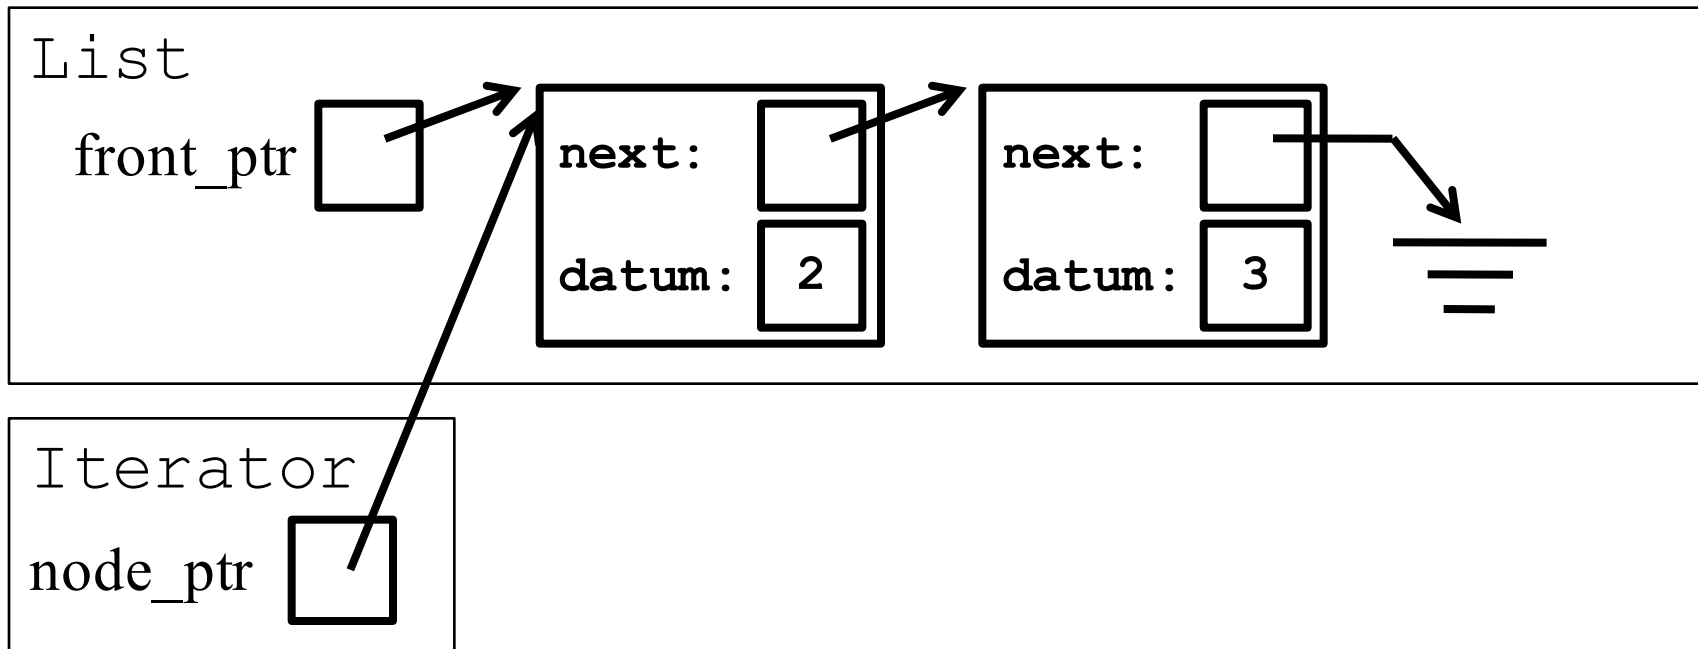 List
front_ptr
next:
next:
datum: 2
datum: 3
Iterator
node_ptr